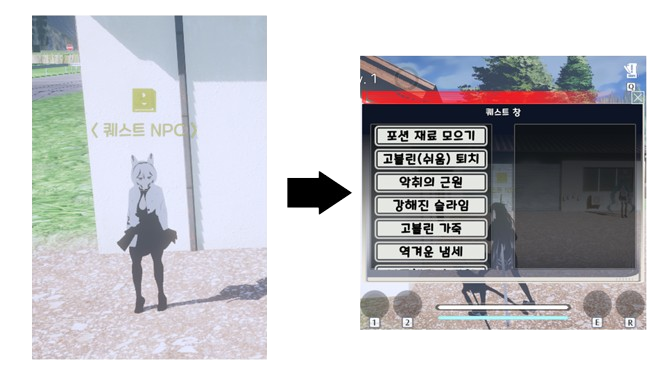 < 퀘스트 NPC >
v. 1
Q
퀘스트 창
포션 재료 모으기
고블린(쉬움) 퇴치
악취의 근원
강해진 슬라임
고블린 가죽
역겨운 냄세
1
2
E
R